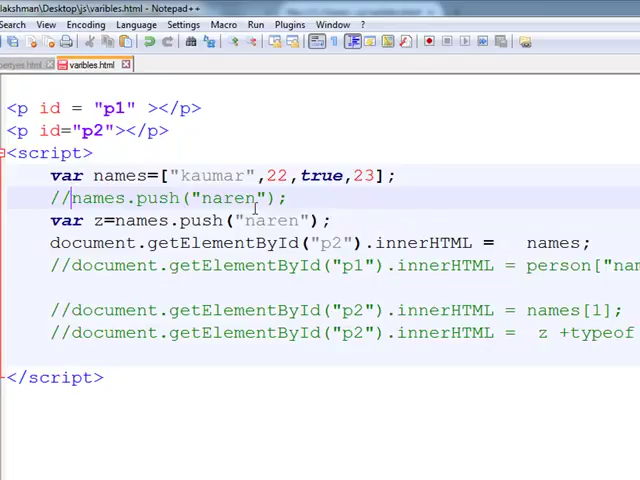 lakshman\Desktop\js\varibles.html - Notepad++
Search View Encoding Language Settings Macro Run Plugins Window ?
pertyes.html varibles.html
<p id = "p1" ></p>
<p id="p2"></p>
<script>
var names=["kaumar",22,true,23];
//names.push("naren");
var z=names.push("naren");
document.getElementById("p2").innerHTML = names;
//document.getElementById("p1").innerHTML = person["nam
//document.getElementById("p2").innerHTML = names[1];
//document.getElementById("p2").innerHTML = z +typeof
</script>